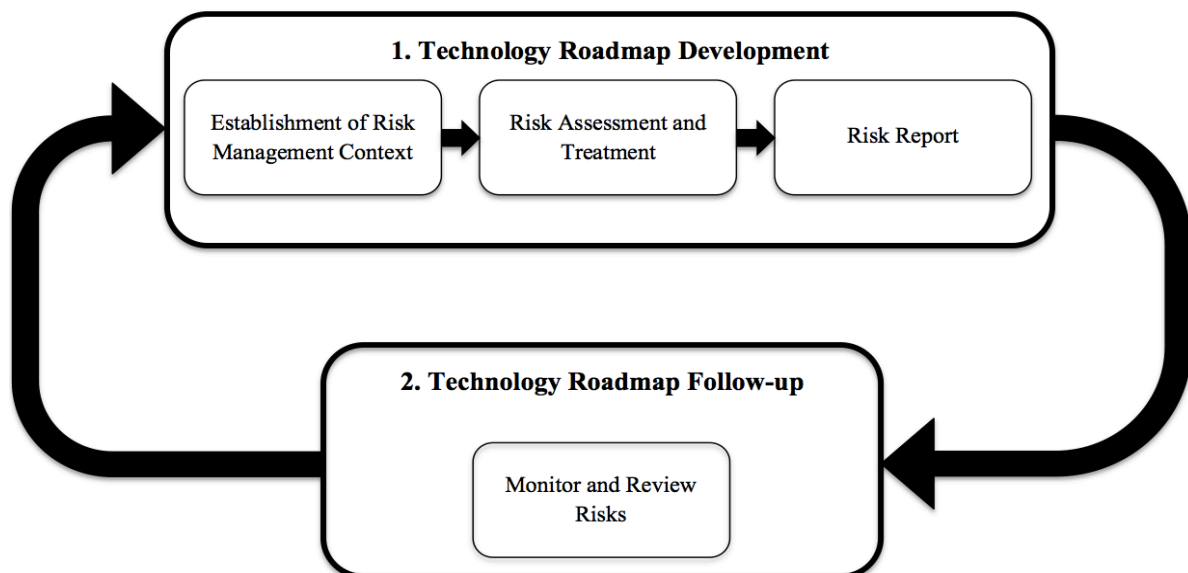 1. Technology Roadmap Development
Establishment of Risk
Management Context
Risk Assessment and
Treatment
Risk Report
2. Technology Roadmap Follow-up
Monitor and Review
Risks